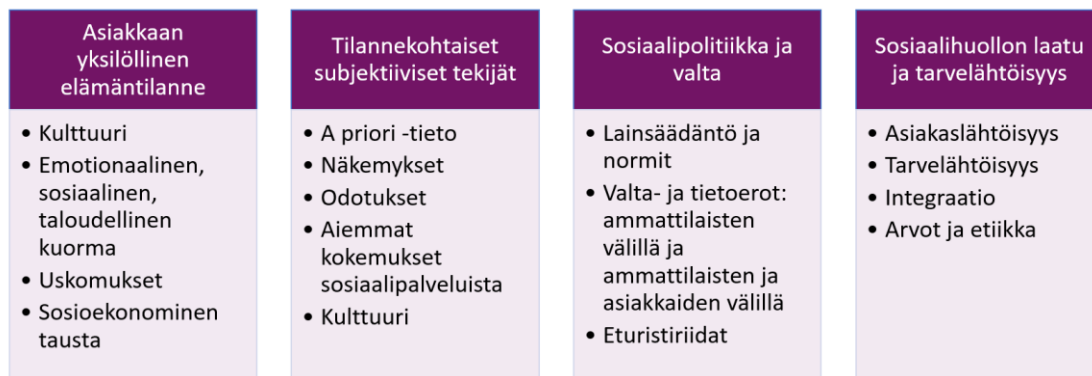 Asiakkaan
yksilöllinen
elämäntilanne
• Kulttuuri
• Emotionaalinen,
sosiaalinen,
taloudellinen
kuorma
• Uskomukset
• Sosioekonominen
tausta
Tilannekohtaiset
subjektiiviset tekijät
• A priori -tieto
• Näkemykset
• Odotukset
• Aiemmat
kokemukset
sosiaalipalveluista
• Kulttuuri
Sosiaalipolitiikka ja
valta
• Lainsäädäntö ja
normit
• Valta- ja tietoerot:
ammattilaisten
välillä ja
ammattilaisten ja
asiakkaiden välillä
• Eturistiriidat
Sosiaalihuollon laatu
ja tarvelähtöisyys
• Asiakaslähtöisyys
• Tarvelähtöisyys
• Integraatio
• Arvot ja etiikka